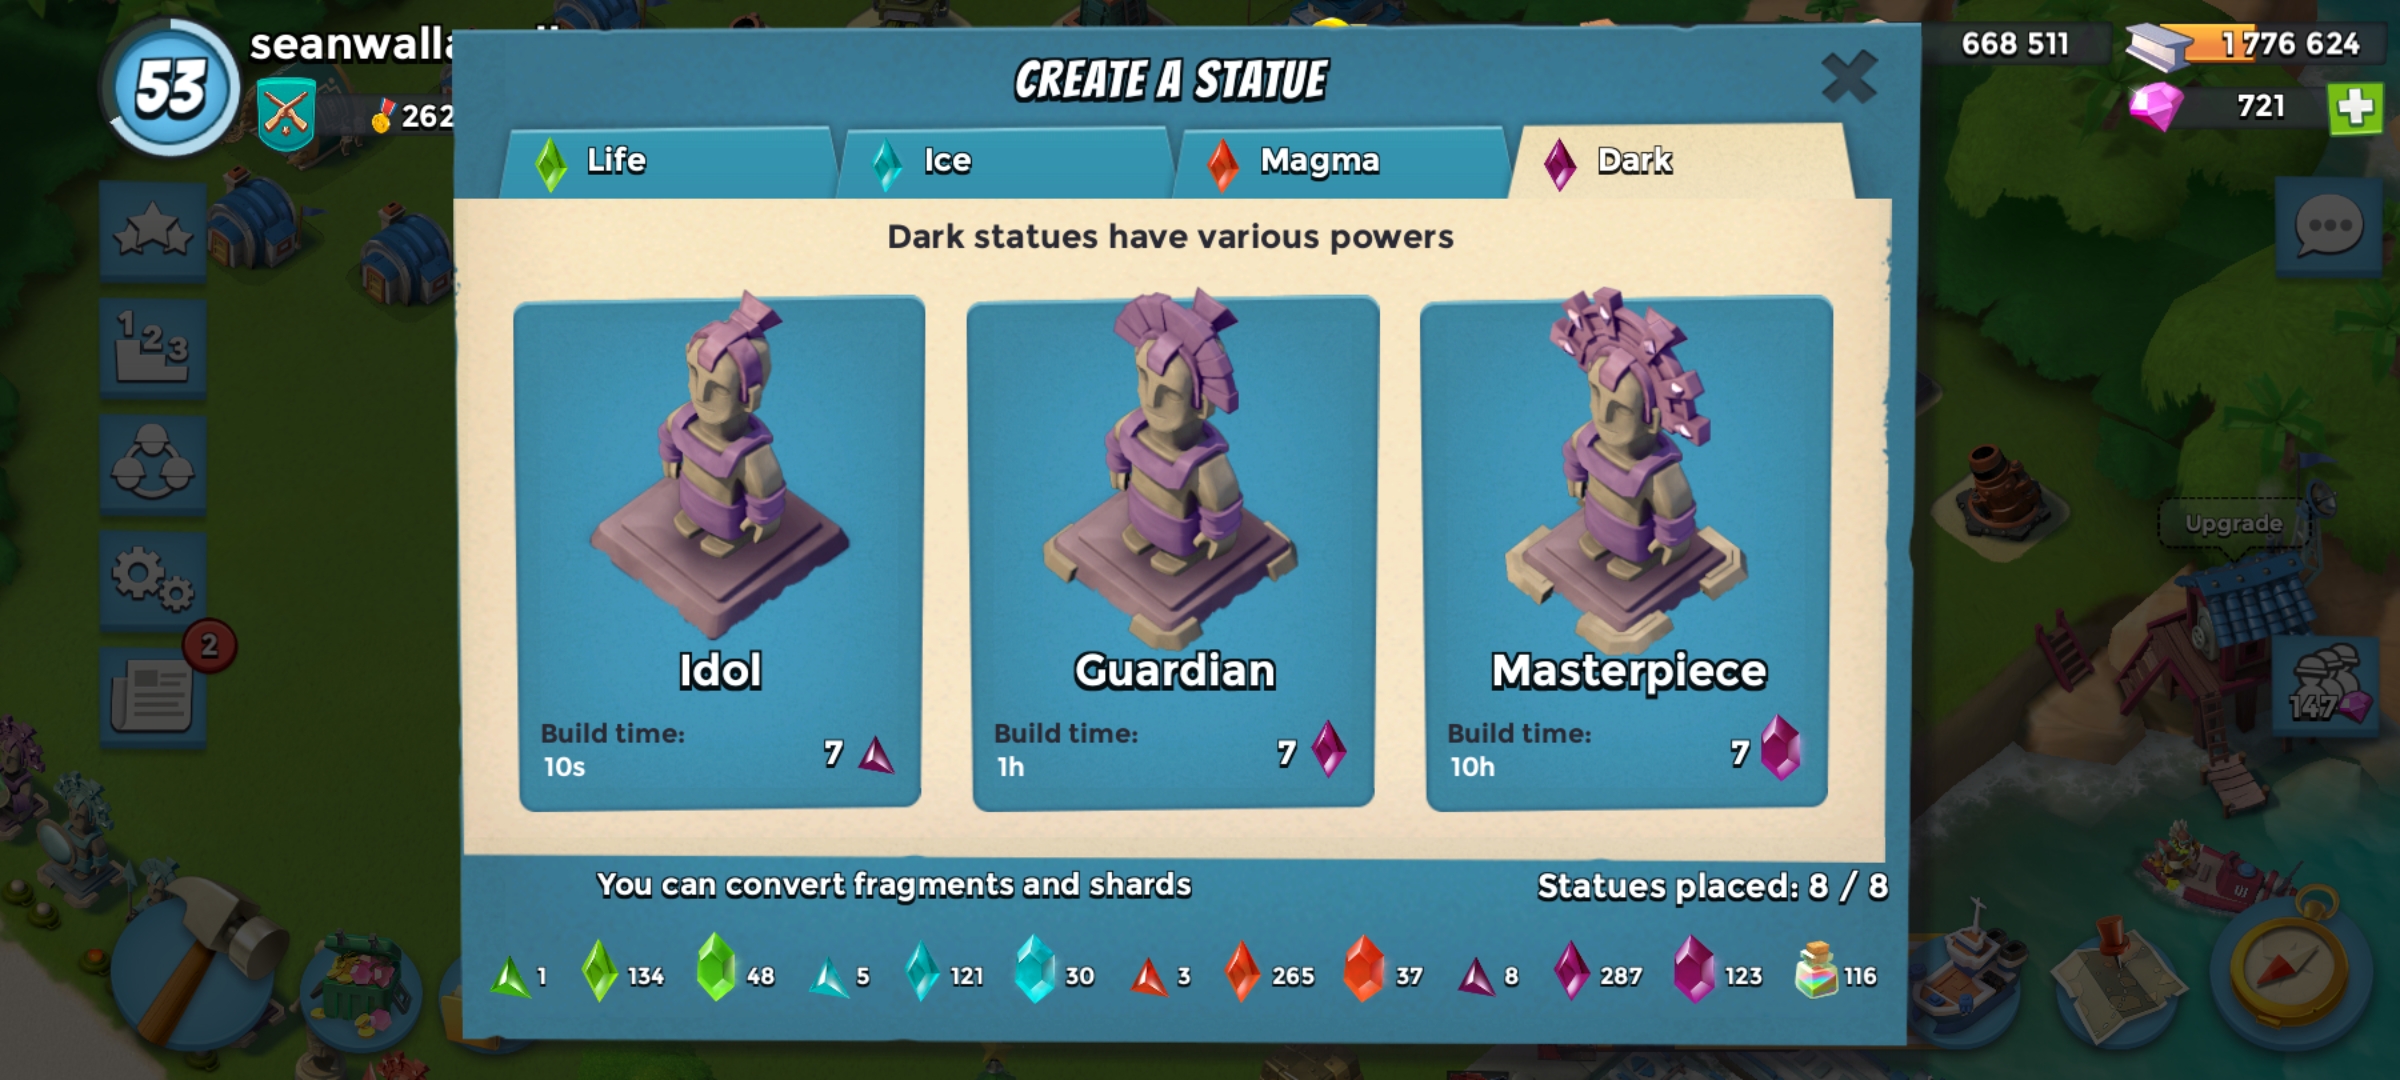 53
262
668 511
1 776 624
721
CREATE A STATUE
Life
Ice
Magma
Dark
Dark statues have various powers
Idol
Build time:
10s
7
Guardian
Build time:
1h
7
Masterpiece
Build time:
10h
7
You can convert fragments and shards
Statues placed: 8 / 8
1
134
48
5
121
30
3
265
37
8
287
123
116
1 2 3
2
Upgrade
147